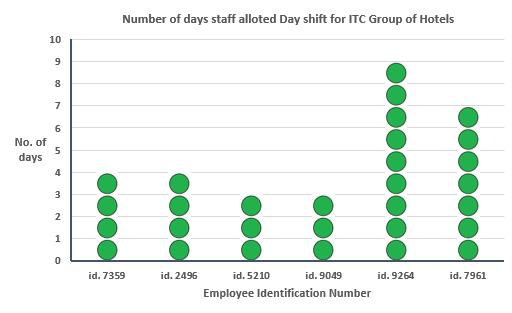 Number of days staff alloted Day shift for ITC Group of Hotels
10
9
8
7
6
5
4
3
2
1
0
No. of
days
id. 7359 id. 2496 id. 5210 id. 9049 id. 9264 id. 7961
Employee Identification Number